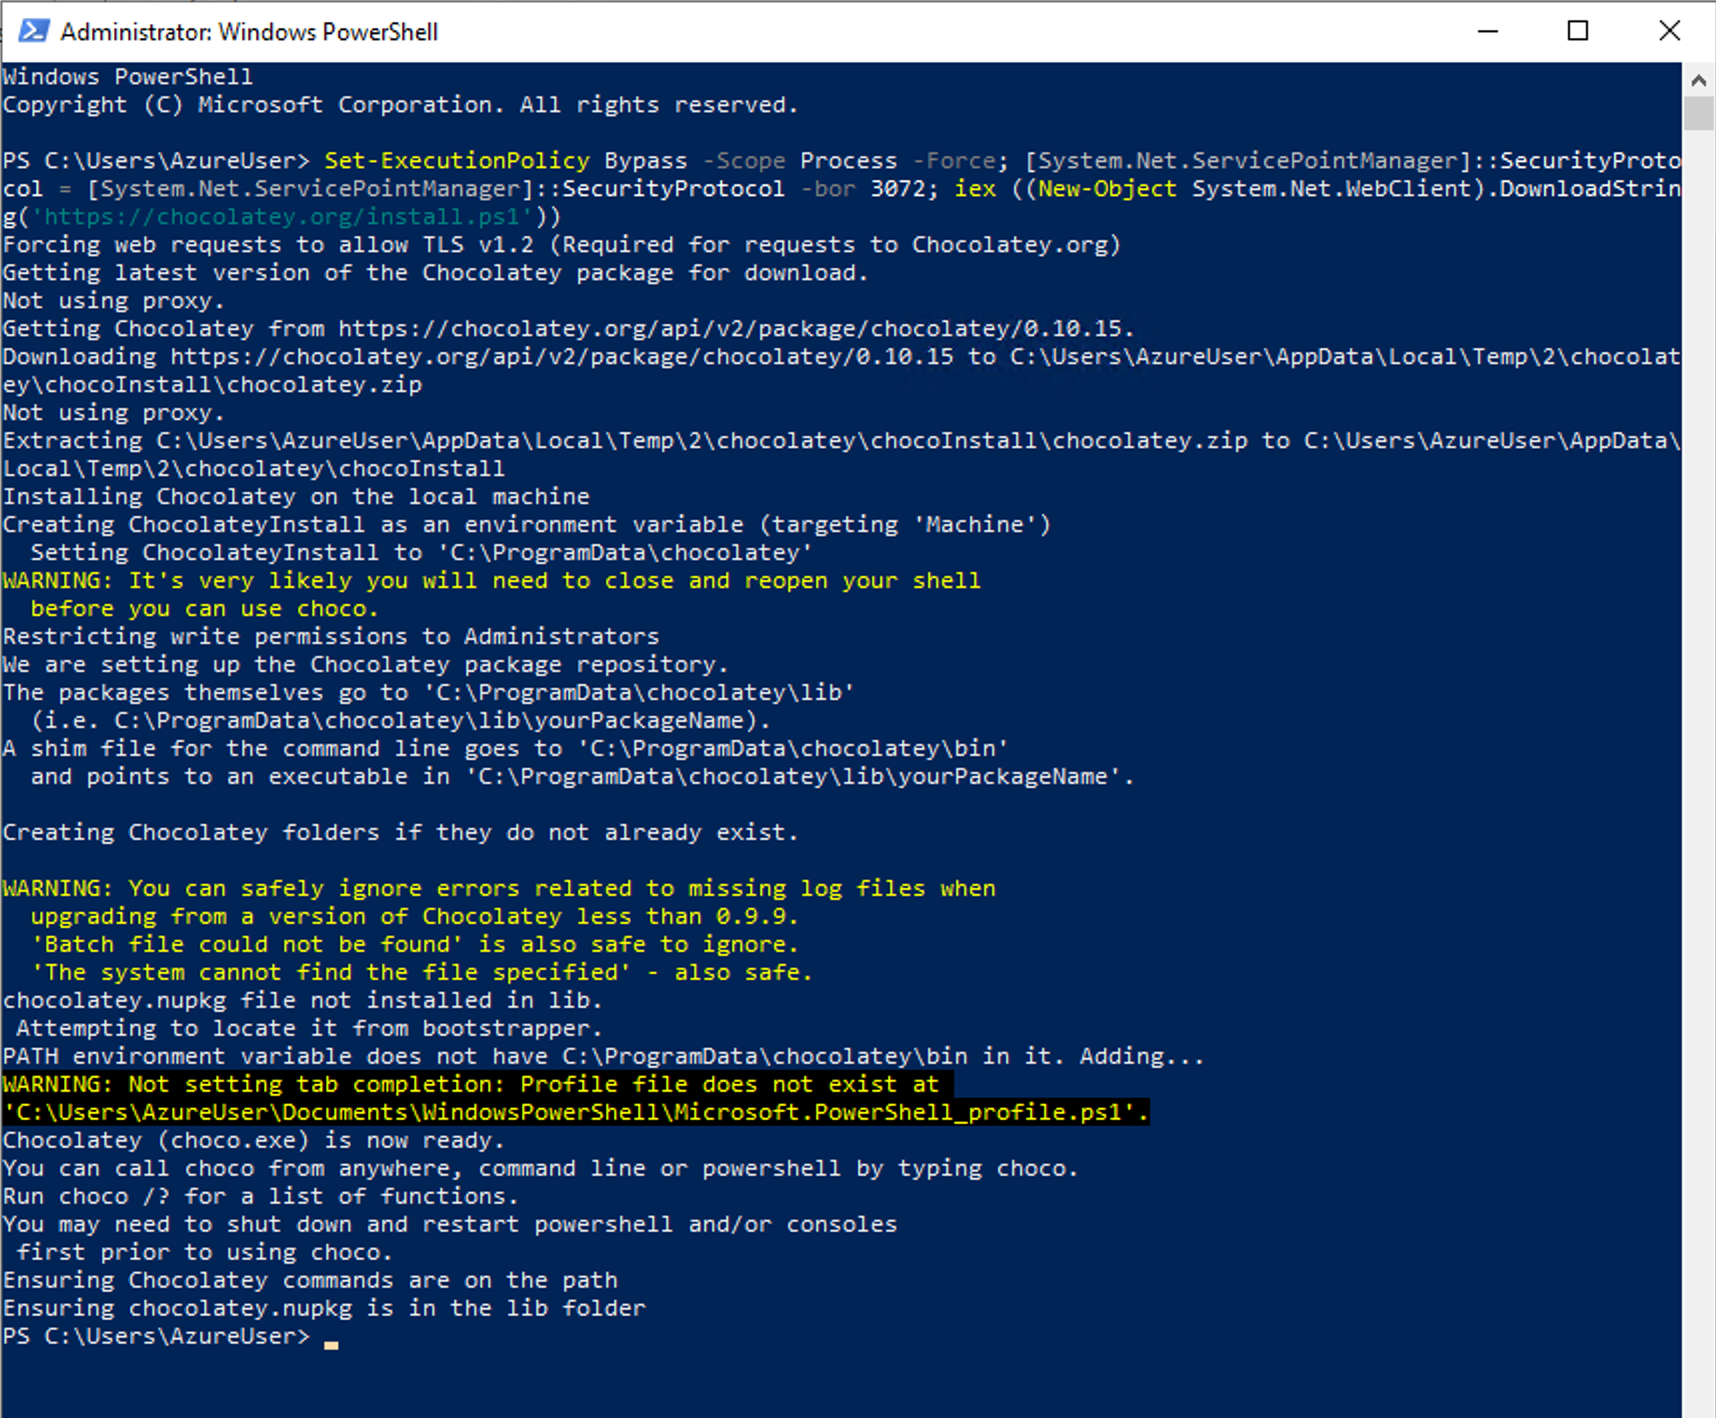 Administrator: Windows PowerShell
Windows PowerShell
Copyright (C) Microsoft Corporation. All rights reserved.
PS C:\Users\AzureUser> Set-ExecutionPolicy Bypass -Scope Process -Force; [System.Net.ServicePointManager]::SecurityProto
col = [System.Net.ServicePointManager]::SecurityProtocol -bor 3072; iex ((New-Object System.Net.WebClient).DownloadStrin
g('https://chocolatey.org/install.ps1'))
Forcing web requests to allow TLS v1.2 (Required for requests to Chocolatey.org)
Getting latest version of the Chocolatey package for download.
Not using proxy.
Getting Chocolatey from https://chocolatey.org/api/v2/package/chocolatey/0.10.15.
Downloading https://chocolatey.org/api/v2/package/chocolatey/0.10.15 to C:\Users\AzureUser\AppData\Local\Temp\2\chocolat
ey\chocoInstall\chocolatey.zip
Not using proxy.
Extracting C:\Users\AzureUser\AppData\Local\Temp\2\chocolatey\chocoInstall\chocolatey.zip to C:\Users\AzureUser\AppData\
Local\Temp\2\chocolatey\chocoInstall
Installing Chocolatey on the local machine
Creating ChocolateyInstall as an environment variable (targeting 'Machine')
  Setting ChocolateyInstall to 'C:\ProgramData\chocolatey'
WARNING: It's very likely you will need to close and reopen your shell
  before you can use choco.
Restricting write permissions to Administrators
We are setting up the Chocolatey package repository.
The packages themselves go to 'C:\ProgramData\chocolatey\lib'
  (i.e. C:\ProgramData\chocolatey\lib\yourPackageName).
A shim file for the command line goes to 'C:\ProgramData\chocolatey\bin'
  and points to an executable in 'C:\ProgramData\chocolatey\lib\yourPackageName'.
Creating Chocolatey folders if they do not already exist.
WARNING: You can safely ignore errors related to missing log files when
  upgrading from a version of Chocolatey less than 0.9.9.
  'Batch file could not be found' is also safe to ignore.
  'The system cannot find the file specified' - also safe.
chocolatey.nupkg file not installed in lib.
 Attempting to locate it from bootstrapper.
PATH environment variable does not have C:\ProgramData\chocolatey\bin in it. Adding...
WARNING: Not setting tab completion: Profile file does not exist at
'C:\Users\AzureUser\Documents\WindowsPowerShell\Microsoft.PowerShell_profile.ps1'.
Chocolatey (choco.exe) is now ready.
You can call choco from anywhere, command line or powershell by typing choco.
Run choco /? for a list of functions.
You may need to shut down and restart powershell and/or consoles
 first prior to using choco.
Ensuring Chocolatey commands are on the path
Ensuring chocolatey.nupkg is in the lib folder
PS C:\Users\AzureUser>